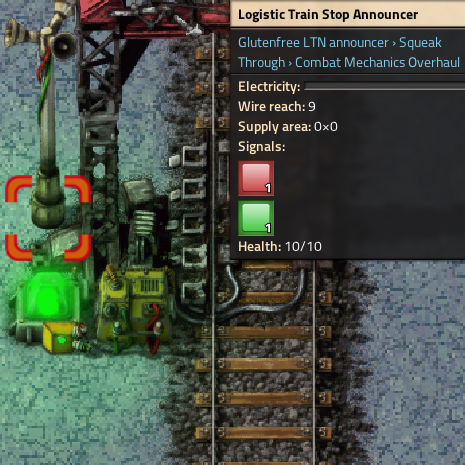 Logistic Train Stop Announcer
Glutenfree LTN announcer › Squeak
Through › Combat Mechanics Overhaul
Electricity:
Wire reach: 9
Supply area: 0×0
Signals:
1
1
Health: 10/10